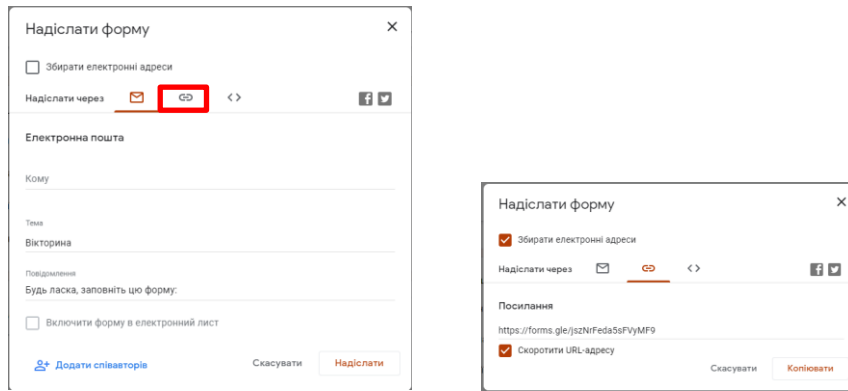 Надіслати форму
Збирати електронні адреси
Надіслати через
Електронна пошта
Кому
Тема
Вікторина
Повідомлення
Будь ласка, заповніть цю форму:
Включити форму в електронний лист
Додати співавторів Скасувати Надіслати
Надіслати форму
Збирати електронні адреси
Надіслати через
Посилання
https://forms.gle/jszNrFeda5sFVyMF9
Скоротити URL-адресу
Скасувати Копіювати